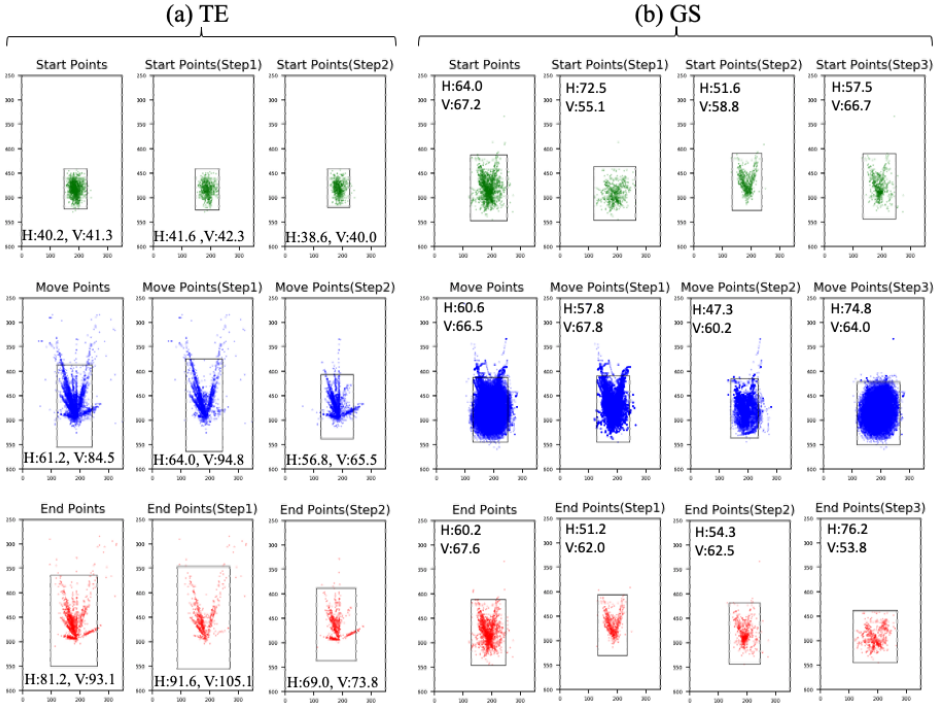 (a) TE
(b) GS
Start Points
Start Points(Step1)
Start Points(Step2)
Start Points
Start Points(Step1)
Start Points(Step2)
Start Points(Step3)
H:40.2, V:41.3
H:41.6 ,V:42.3
H:38.6, V:40.0
H:64.0
V:67.2
H:72.5
V:55.1
H:51.6
V:58.8
H:57.5
V:66.7
Move Points
Move Points(Step1)
Move Points(Step2)
Move Points
Move Points(Step1)
Move Points(Step2)
Move Points(Step3)
H:61.2, V:84.5
H:64.0, V:94.8
H:56.8, V:65.5
H:60.6
V:66.5
H:57.8
V:67.8
H:47.3
V:60.2
H:74.8
V:64.0
End Points
End Points(Step1)
End Points(Step2)
End Points
End Points(Step1)
End Points(Step2)
End Points(Step3)
H:81.2, V:93.1
H:91.6, V:105.1
H:69.0, V:73.8
H:60.2
V:67.6
H:51.2
V:62.0
H:54.3
V:62.5
H:76.2
V:53.8